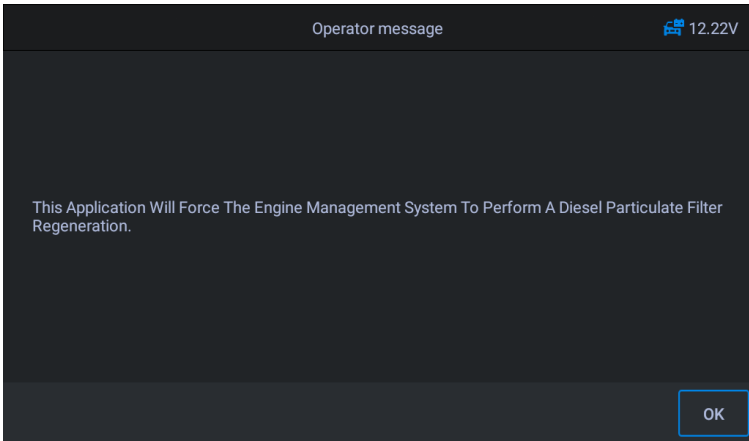 Operator message
12.22V
This Application Will Force The Engine Management System To Perform A Diesel Particulate Filter
Regeneration.
OK